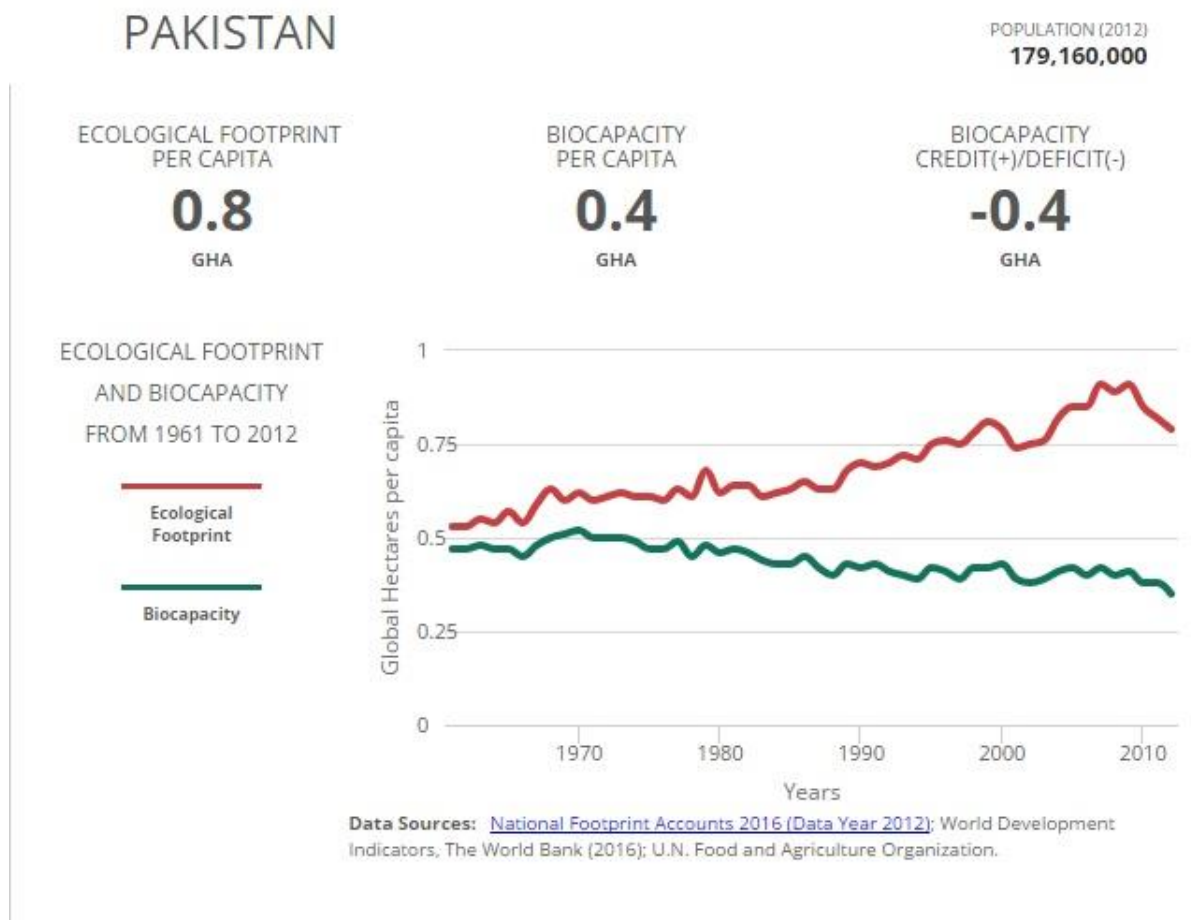 PAKISTAN
POPULATION (2012)
179,160,000
ECOLOGICAL FOOTPRINT
PER CAPITA
0.8
GHA
BIOCAPACITY
PER CAPITA
0.4
GHA
BIOCAPACITY
CREDIT(+)/DEFICIT(-)
-0.4
GHA
ECOLOGICAL FOOTPRINT
AND BIOCAPACITY
FROM 1961 TO 2012
Ecological
Footprint
Biocapacity
Global Hectares per capita
1
0.75
0.5
0.25
0
1970
1980
1990
2000
2010
Years
Data Sources: National Footprint Accounts 2016 (Data Year 2012); World Development
Indicators, The World Bank (2016); U.N. Food and Agriculture Organization.